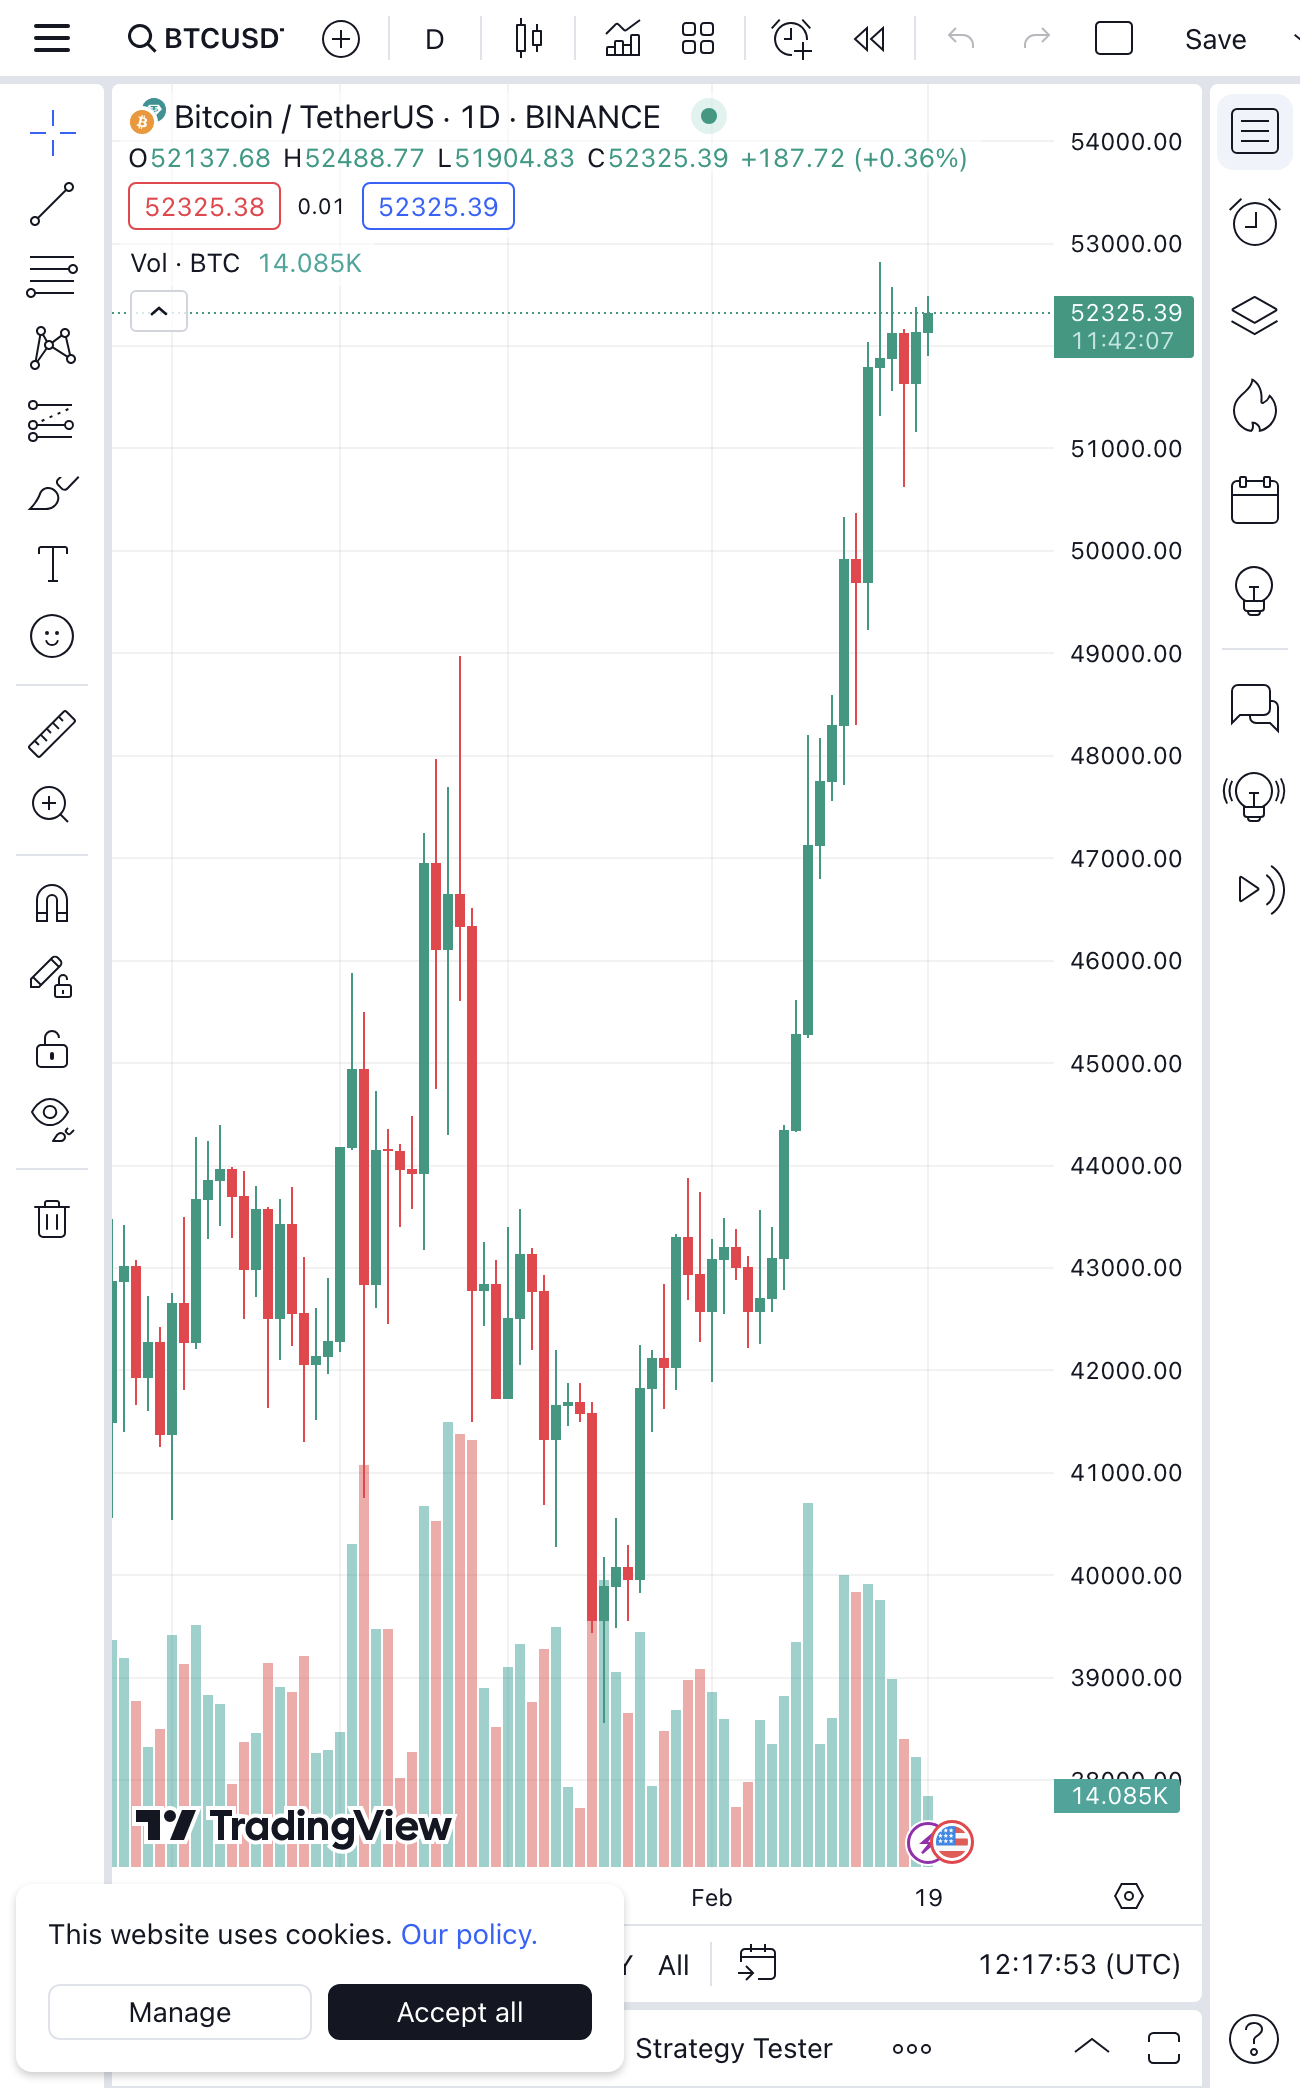 BTCUSDT
D
Save
Bitcoin / TetherUS · 1D · BINANCE
O52137.68 H52488.77 L51904.83 C52325.39 +187.72 (+0.36%)
52325.38 0.01 52325.39
Vol · BTC 14.085K
54000.00
53000.00
52325.39
11:42:07
51000.00
50000.00
49000.00
48000.00
47000.00
46000.00
45000.00
44000.00
43000.00
42000.00
41000.00
40000.00
39000.00
38000.00
14.085K
TradingView
Feb 19
This website uses cookies. Our policy.
Manage Accept all
Y All 12:17:53 (UTC)
Strategy Tester